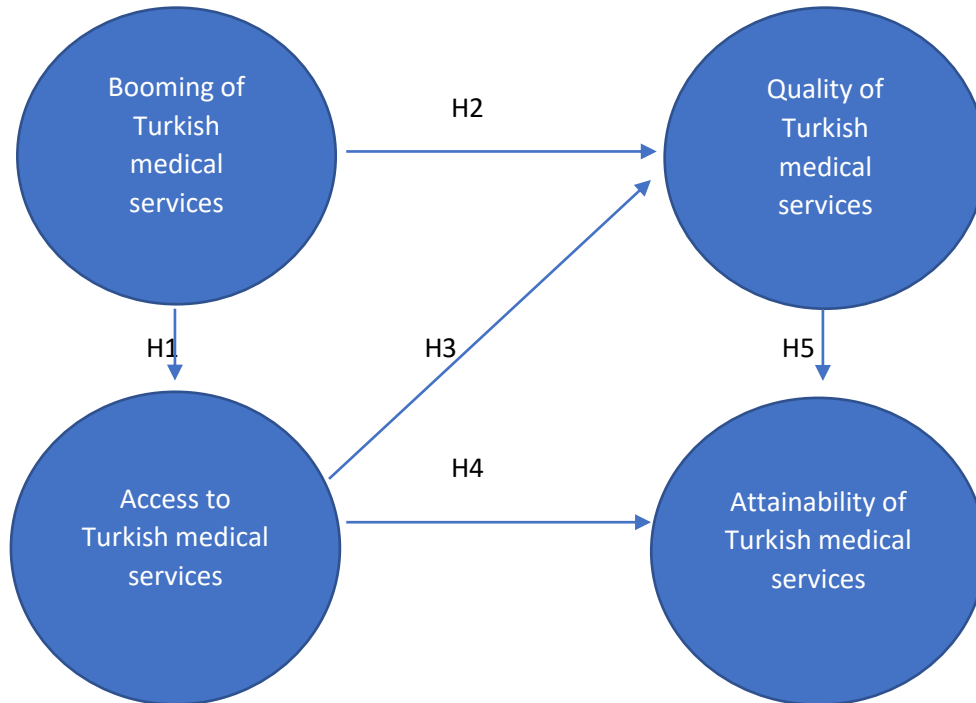 Booming of
Turkish
medical
services
H2
Quality of
Turkish
medical
services
H1
H3
H5
Access to
Turkish medical
services
H4
Attainability of
Turkish medical
services